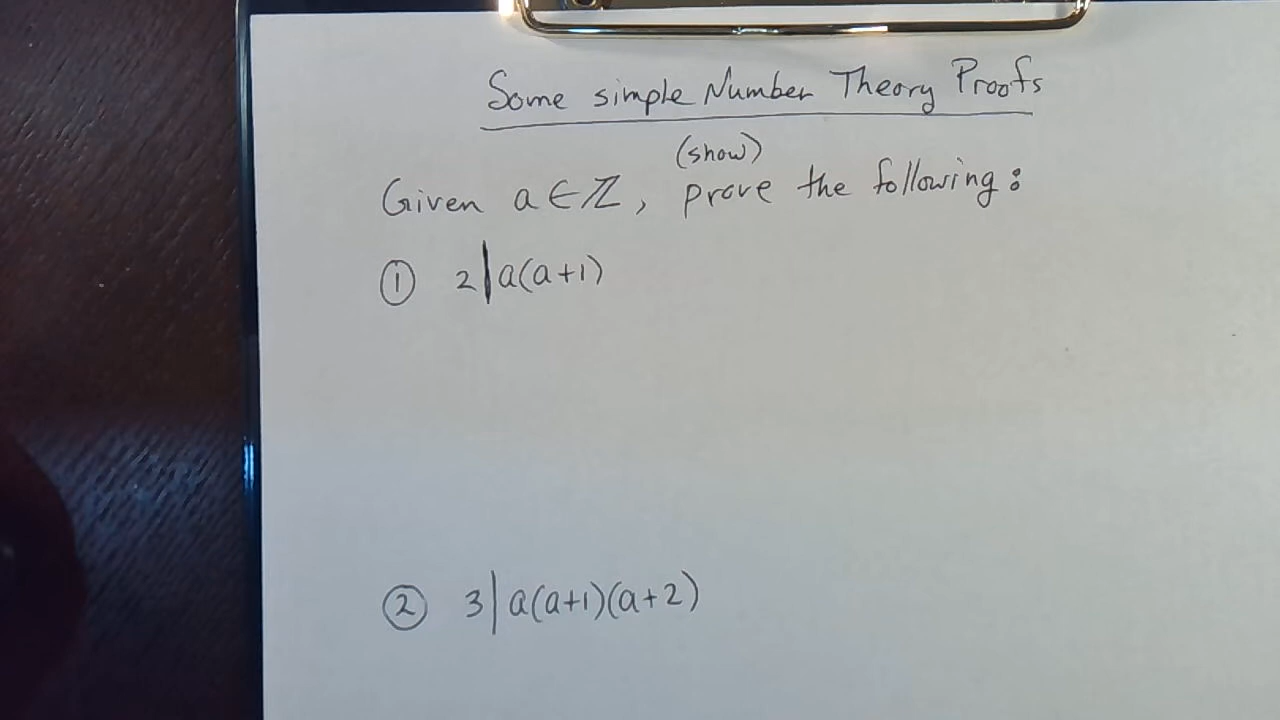 Some simple Number Theory Proofs
(show)
Given a ∈ ℤ, prove the following:
① 2|a(a+1)
② 3|a(a+1)(a+2)